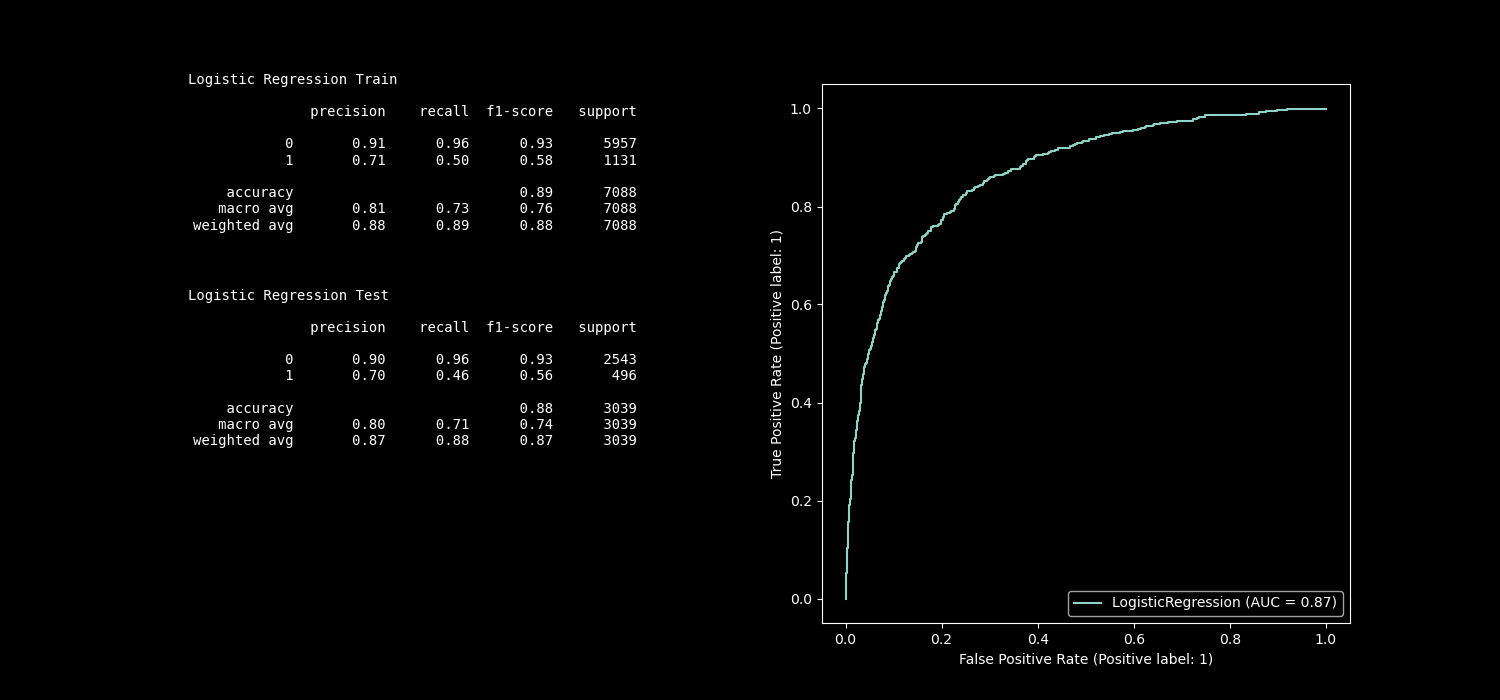 Logistic Regression Train
precision recall f1-score support
0 0.91 0.96 0.93 5957
1 0.71 0.50 0.58 1131
accuracy 0.89 7088
macro avg 0.81 0.73 0.76 7088
weighted avg 0.88 0.89 0.88 7088
Logistic Regression Test
precision recall f1-score support
0 0.90 0.96 0.93 2543
1 0.70 0.46 0.56 496
accuracy 0.88 3039
macro avg 0.80 0.71 0.74 3039
weighted avg 0.87 0.88 0.87 3039
True Positive Rate (Positive label: 1)
1.0
0.8
0.6
0.4
0.2
0.0
LogisticRegression (AUC = 0.87)
0.0 0.2 0.4 0.6 0.8 1.0
False Positive Rate (Positive label: 1)